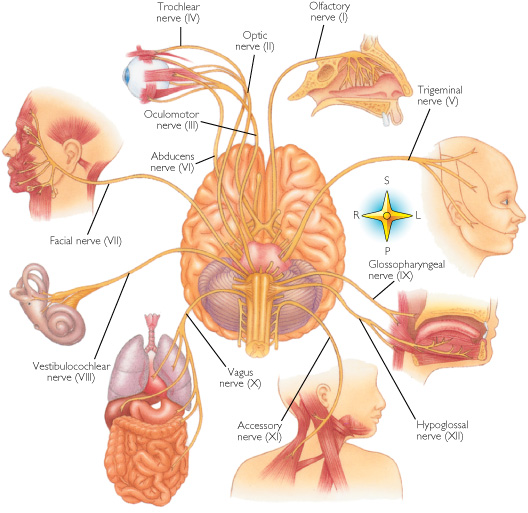 Trochlear
nerve (IV)
Optic
nerve (II)
Olfactory
nerve (I)
Oculomotor
nerve (III)
Trigeminal
nerve (V)
Abducens
nerve (VI)
S
R
L
P
Facial nerve (VII)
Glossopharyngeal
nerve (IX)
Vestibulocochlear
nerve (VIII)
Vagus
nerve (X)
Accessory
nerve (XI)
Hypoglossal
nerve (XII)